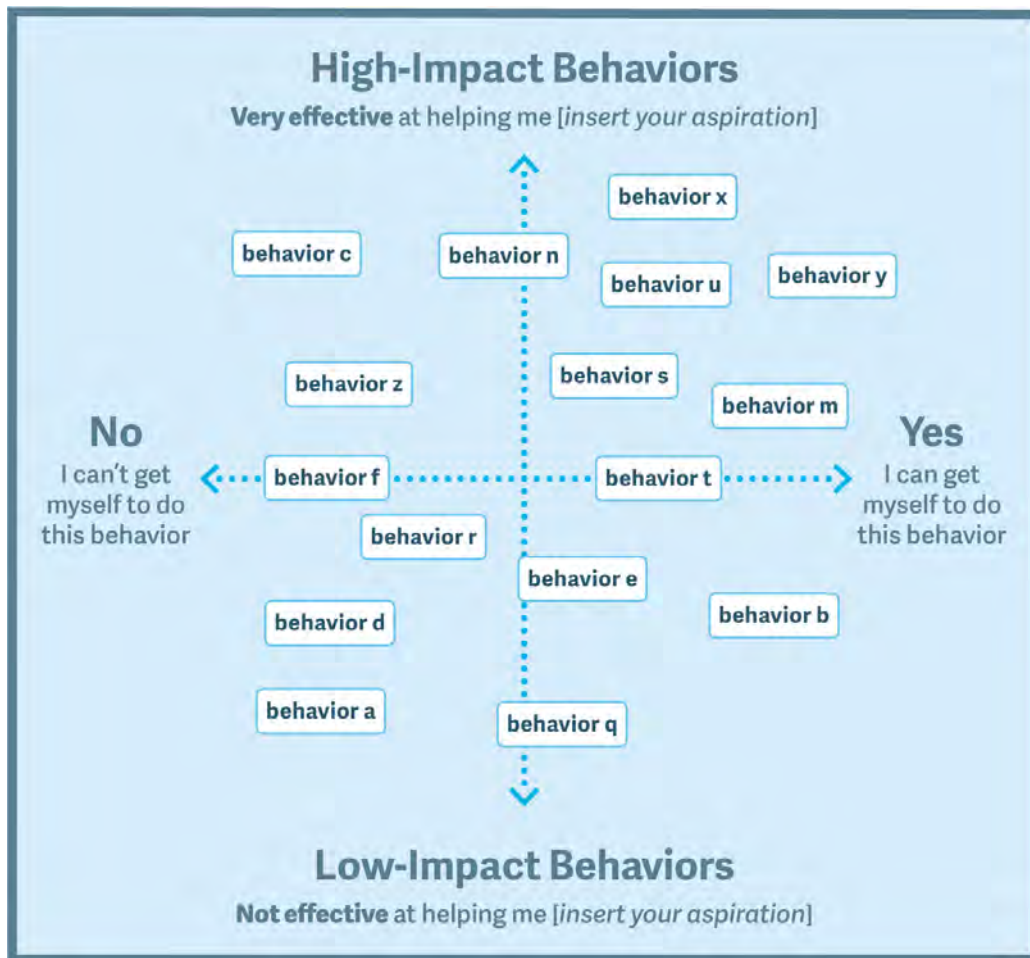 High-Impact Behaviors
Very effective at helping me [insert your aspiration]
behavior x
behavior c
behavior n
behavior u
behavior y
behavior z
behavior s
behavior m
No
I can't get
myself to do
this behavior
behavior f
behavior t
Yes
I can get
myself to do
this behavior
behavior r
behavior e
behavior d
behavior b
behavior a
behavior q
Low-Impact Behaviors
Not effective at helping me [insert your aspiration]